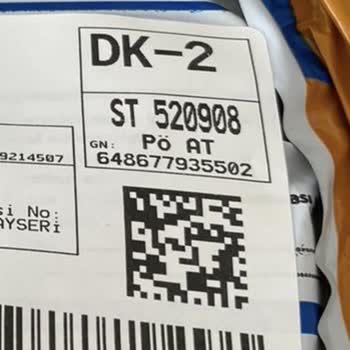 DK-2
ST 520908
GN: Pö AT
648677935502
9214507
si No:
AYSERİ